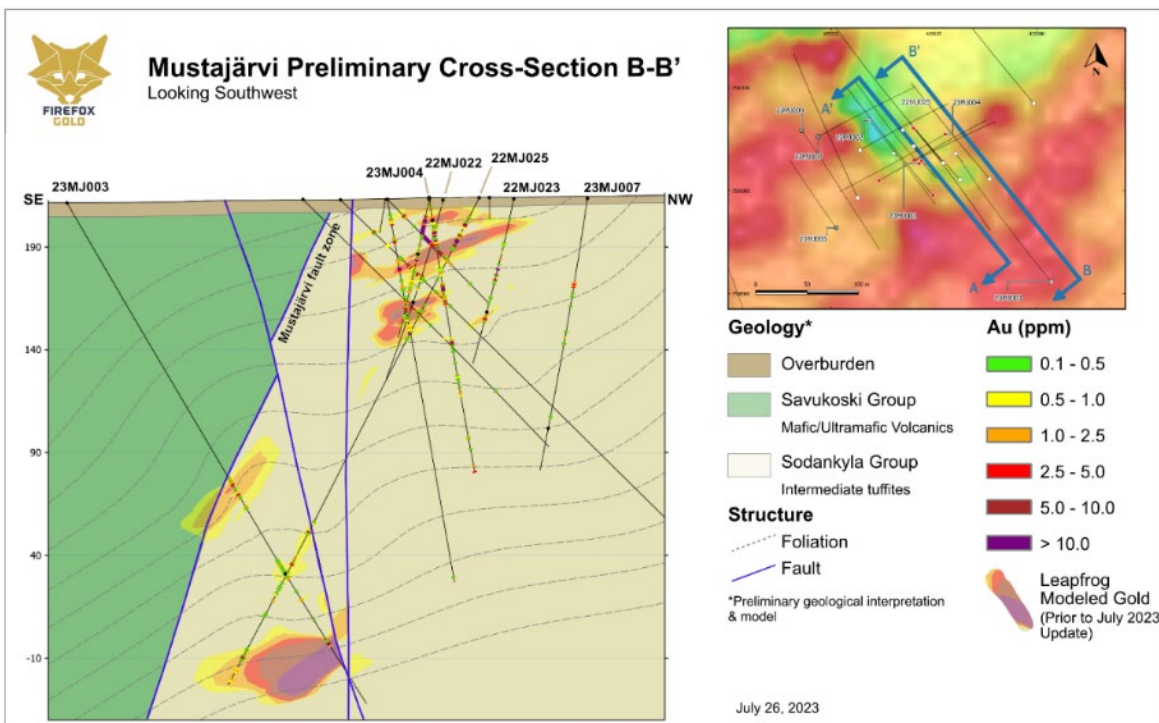 FIREFOX
GOLD
Mustajärvi Preliminary Cross-Section B-B'
Looking Southwest
23MJ003
23MJ004
22MJ022
22MJ025
22MJ023
23MJ007
SE
NW
190
140
90
40
-10
Mustajärvi fault zone
B'
A'
N
22MJ025
23MJ004
23MJ009
23MJ001
A
B
Geology*
Overburden
Savukoski Group
Mafic/Ultramafic Volcanics
Sodankyla Group
Intermediate tuffites
Structure
Foliation
Fault
*Preliminary geological interpretation
& model
Au (ppm)
0.1 - 0.5
0.5 - 1.0
1.0 - 2.5
2.5 - 5.0
5.0 - 10.0
> 10.0
Leapfrog
Modeled Gold
(Prior to July 2023
Update)
July 26, 2023